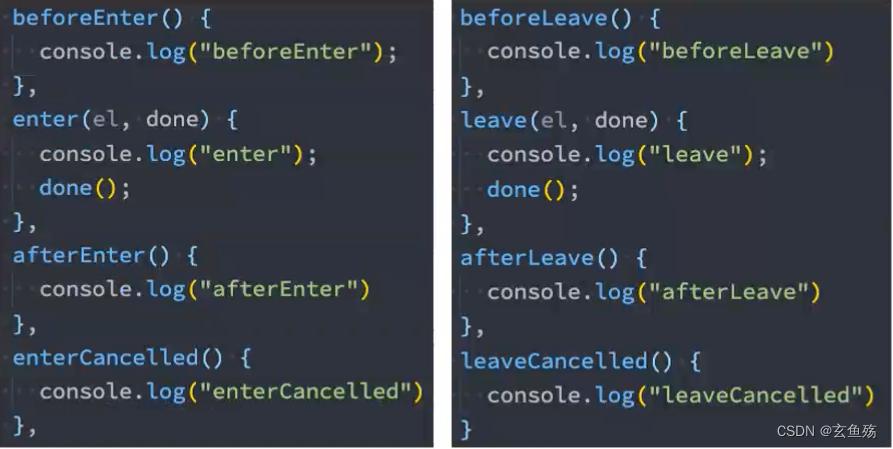 beforeEnter() {
console.log("beforeEnter");
},
enter(el, done) {
console.log("enter");
done();
},
afterEnter() {
console.log("afterEnter")
},
enterCancelled() {
console.log("enterCancelled")
},
beforeLeave() {
console.log("beforeLeave")
},
leave(el, done) {
console.log("leave");
done();
},
afterLeave() {
console.log("afterLeave")
},
leaveCancelled() {
console.log("leaveCancelled")
}
CSDN @玄鱼殇